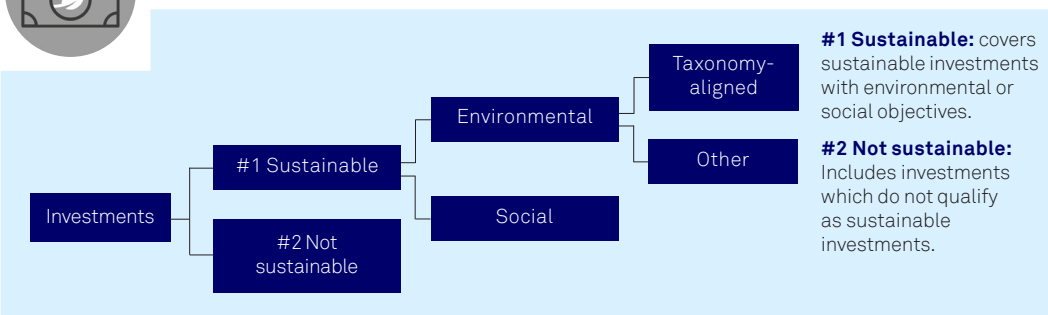 Taxonomy-
aligned
Environmental
Other
#1 Sustainable
Social
Investments
#2 Not
sustainable
#1 Sustainable: covers
sustainable investments
with environmental or
social objectives.
#2 Not sustainable:
Includes investments
which do not qualify
as sustainable
investments.